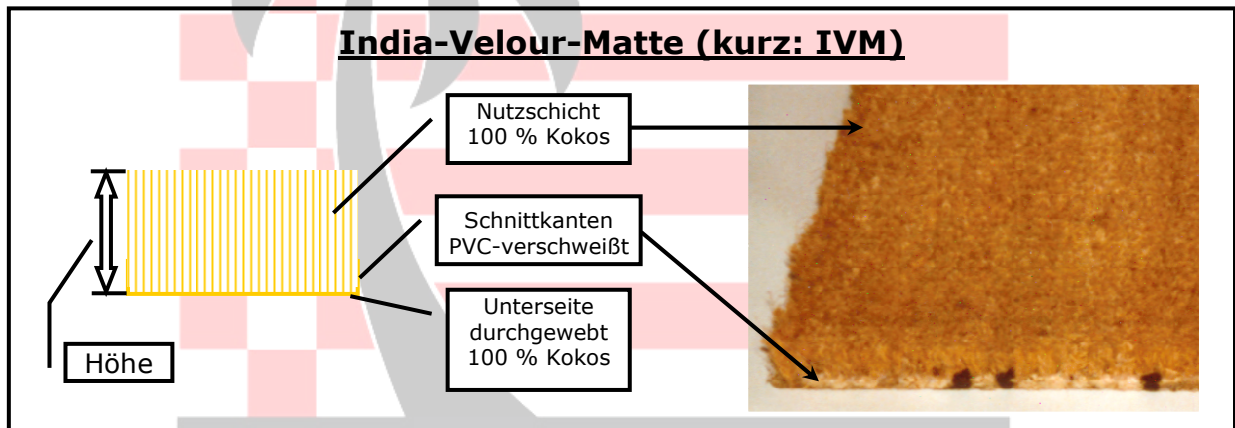 India-Velour-Matte (kurz: IVM)
Nutzschicht
100 % Kokos
Schnittkanten
PVC-verschweißt
Unterseite
durchgewebt
100 % Kokos
Höhe